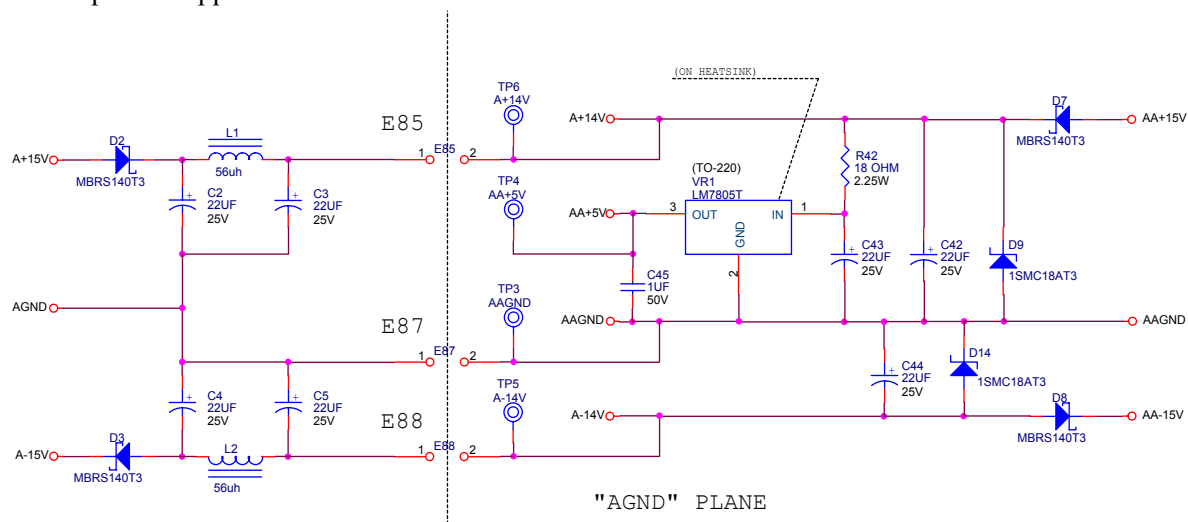 (ON HEATSINK)
TP6
A+14V
E85
A+14V
D7
AA+15V
MBRS140T3
D2
L1
1
E85
2
A+15V
MBRS140T3
56uh
R42
18 OHM
2.25W
(TO-220)
VR1
LM7805T
TP4
AA+5V
C2
22UF
25V
C3
22UF
25V
AA+5V
3
OUT
IN
1
GND
2
C43
22UF
25V
C42
22UF
25V
D9
1SMC18AT3
C45
1UF
50V
TP3
AAGND
AGND
E87
AAGND
AAGND
1
E87
2
D14
1SMC18AT3
C44
22UF
25V
TP5
A-14V
C4
22UF
25V
C5
22UF
25V
E88
A-14V
D8
AA-15V
MBRS140T3
D3
L2
1
E88
2
A-15V
MBRS140T3
56uh
"AGND" PLANE